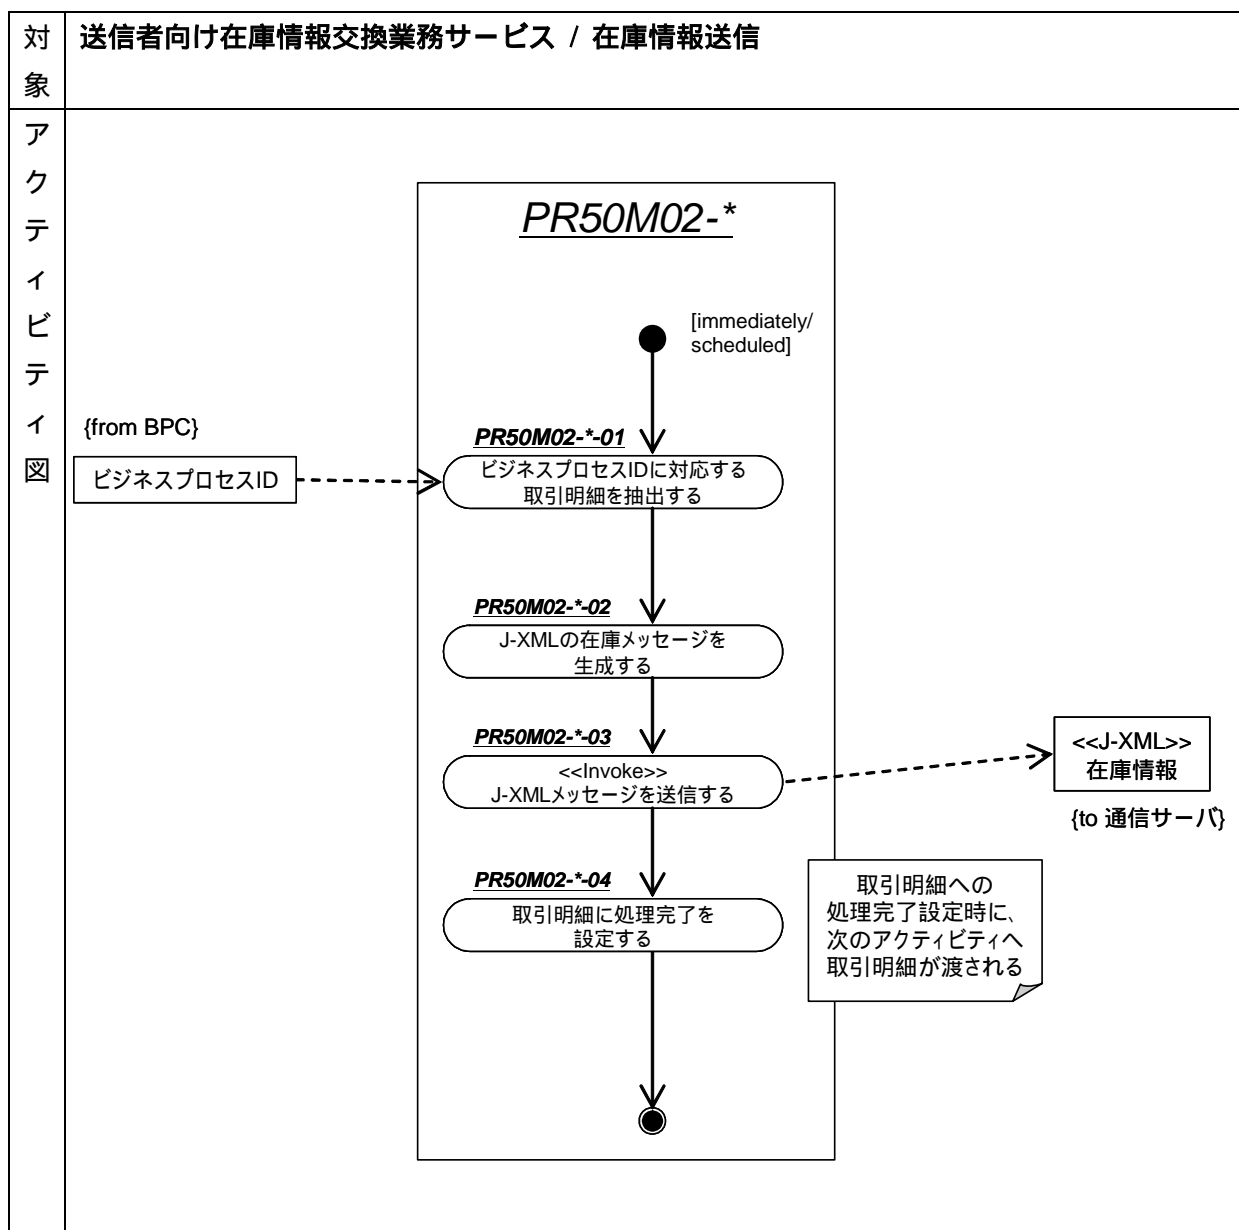 対象
送信者向け在庫情報交換業務サービス / 在庫情報送信
アクティビティ図
PR50M02-*
[immediately/
scheduled]
{from BPC}
ビジネスプロセスID
PR50M02-*-01
ビジネスプロセスIDに対応する
取引明細を抽出する
PR50M02-*-02
J-XMLの在庫メッセージを
生成する
PR50M02-*-03
<<Invoke>>
J-XMLメッセージを送信する
<<J-XML>>
在庫情報
{to 通信サーバ}
PR50M02-*-04
取引明細に処理完了を
設定する
取引明細への
処理完了設定時に、
次のアクティビティへ
取引明細が渡される